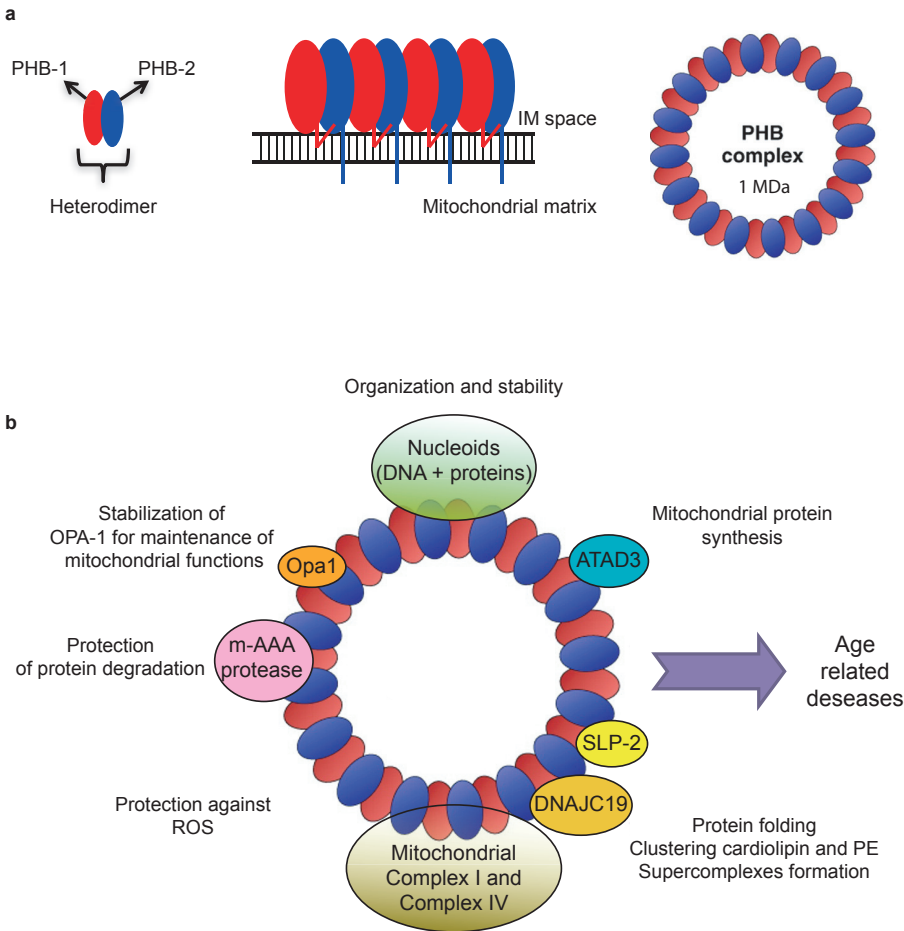 a
PHB-1
PHB-2
Heterodimer
IM space
Mitochondrial matrix
PHB
complex
1 MDa
b
Organization and stability
Nucleoids
(DNA + proteins)
Stabilization of
OPA-1 for maintenance of
mitochondrial functions
Opa1
Mitochondrial protein
synthesis
ATAD3
Protection
of protein degradation
m-AAA
protease
Age
related
deseases
SLP-2
DNAJC19
Protection against
ROS
Mitochondrial
Complex I and
Complex IV
Protein folding
Clustering cardiolipin and PE
Supercomplexes formation